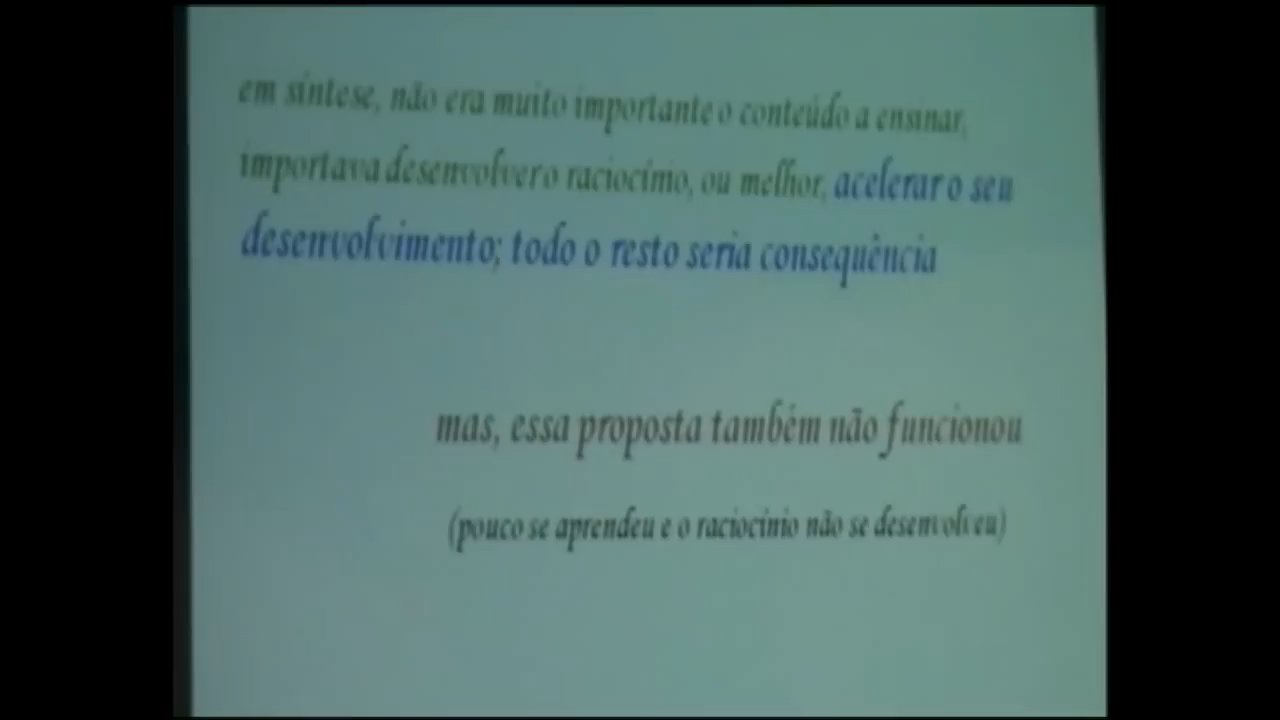 em síntese, não era muito importante o conteúdo a ensinar,
importava desenvolver o raciocínio, ou melhor, acelerar o seu
desenvolvimento; todo o resto seria consequência
mas, essa proposta também não funcionou
(pouco se aprendeu e o raciocínio não se desenvolveu)